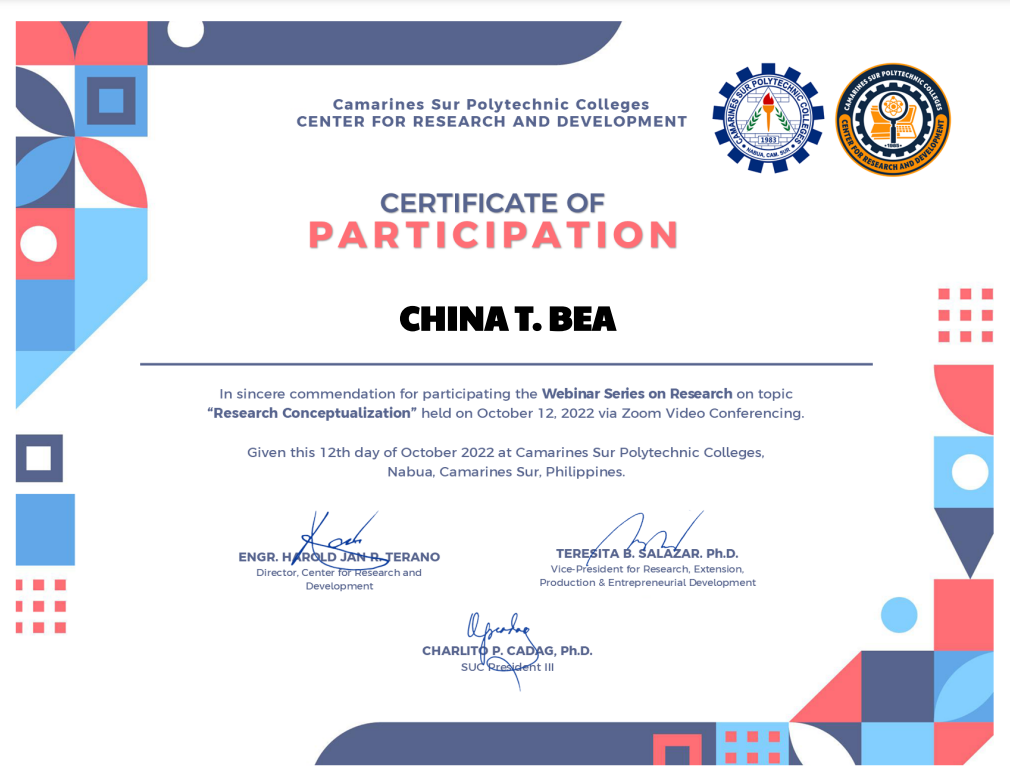 Camarines Sur Polytechnic Colleges
CENTER FOR RESEARCH AND DEVELOPMENT
CAMARINES SUR POLYTECHNIC COLLEGES
1983
NABUA, CAM. SUR
CAMARINES SUR POLYTECHNIC COLLEGES
CENTER FOR RESEARCH AND DEVELOPMENT
CERTIFICATE OF
PARTICIPATION
CHINA T. BEA
In sincere commendation for participating the Webinar Series on Research on topic
“Research Conceptualization” held on October 12, 2022 via Zoom Video Conferencing.
Given this 12th day of October 2022 at Camarines Sur Polytechnic Colleges,
Nabua, Camarines Sur, Philippines.
ENGR. HAROLD JAN R. TERANO
Director, Center for Research and
Development
TERESITA B. SALAZAR. Ph.D.
Vice-President for Research, Extension,
Production & Entrepreneurial Development
CHARLITO P. CADAG, Ph.D.
SUC President III